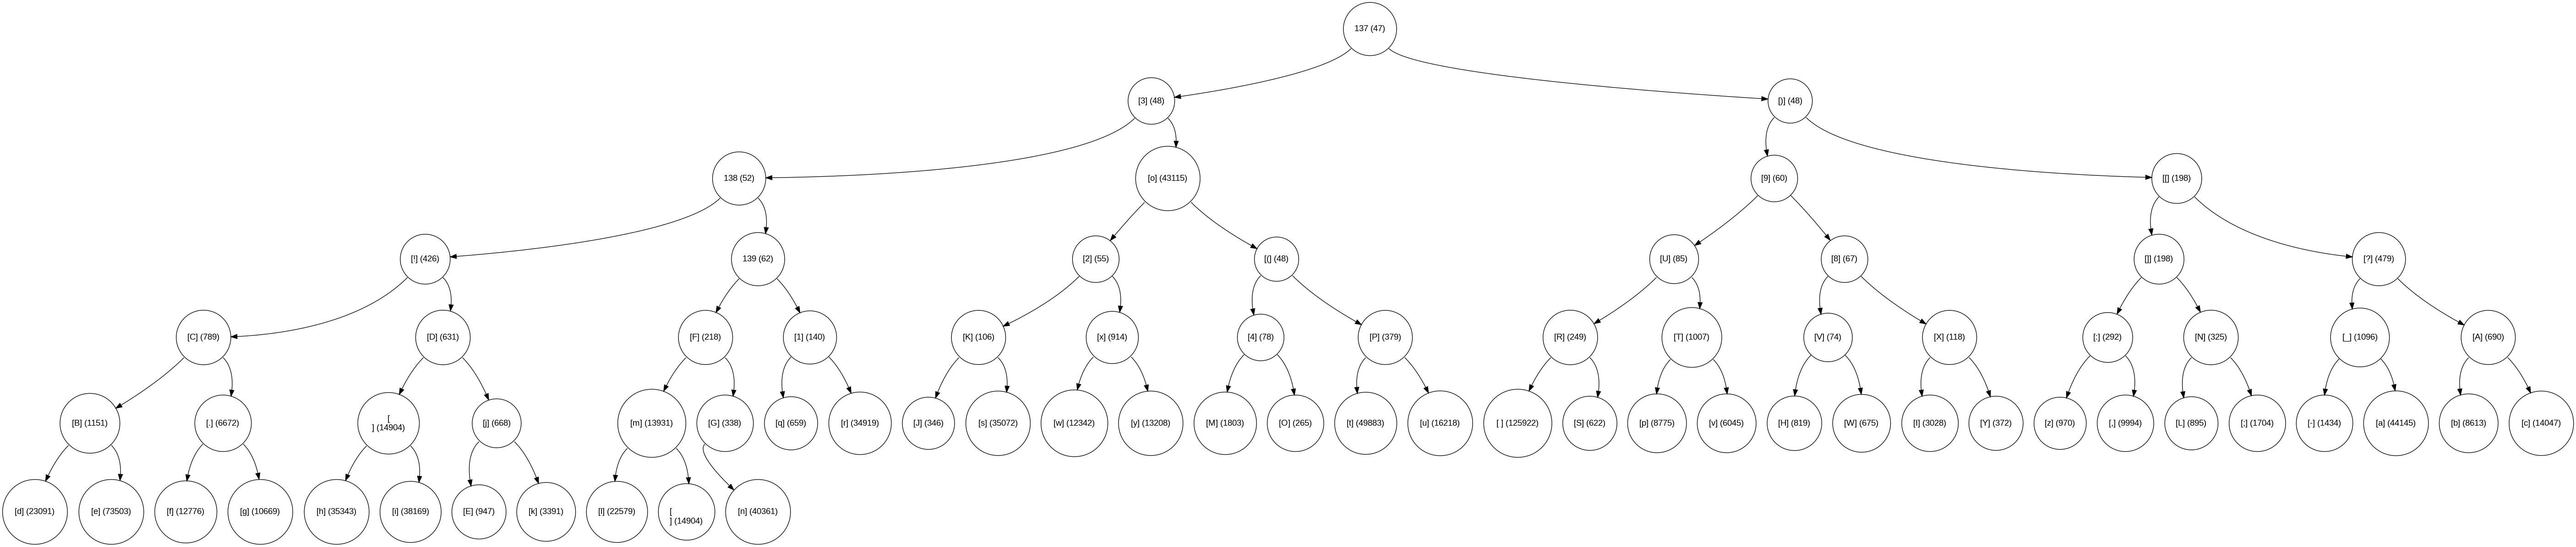 137 (47)
[3] (48)
[)] (48)
138 (52)
[o] (43115)
[9] (60)
[[] (198)
[!] (426)
139 (62)
[2] (55)
[(] (48)
[U] (85)
[8] (67)
[]] (198)
[?] (479)
[C] (789)
[D] (631)
[F] (218)
[1] (140)
[K] (106)
[x] (914)
[4] (78)
[P] (379)
[R] (249)
[T] (1007)
[V] (74)
[X] (118)
[:] (292)
[N] (325)
[_] (1096)
[A] (690)
[B] (1151)
[.] (6672)
[
] (14904)
[j] (668)
[m] (13931)
[G] (338)
[q] (659)
[r] (34919)
[J] (346)
[s] (35072)
[w] (12342)
[y] (13208)
[M] (1803)
[O] (265)
[t] (49883)
[u] (16218)
[ ] (125922)
[S] (622)
[p] (8775)
[v] (6045)
[H] (819)
[W] (675)
[I] (3028)
[Y] (372)
[z] (970)
[,] (9994)
[L] (895)
[;] (1704)
[-] (1434)
[a] (44145)
[b] (8613)
[c] (14047)
[d] (23091)
[e] (73503)
[f] (12776)
[g] (10669)
[h] (35343)
[i] (38169)
[E] (947)
[k] (3391)
[l] (22579)
[
] (14904)
[n] (40361)